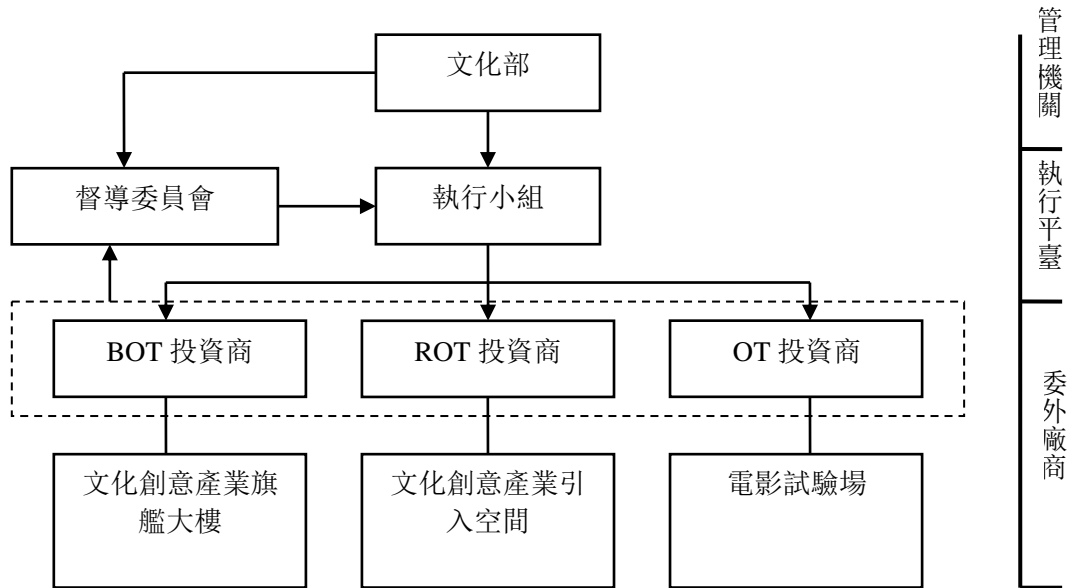 文化部
督導委員會
執行小組
BOT 投資商
ROT 投資商
OT 投資商
文化創意產業旗
艦大樓
文化創意產業引
入空間
電影試驗場
管理機關
執行平臺
委外廠商